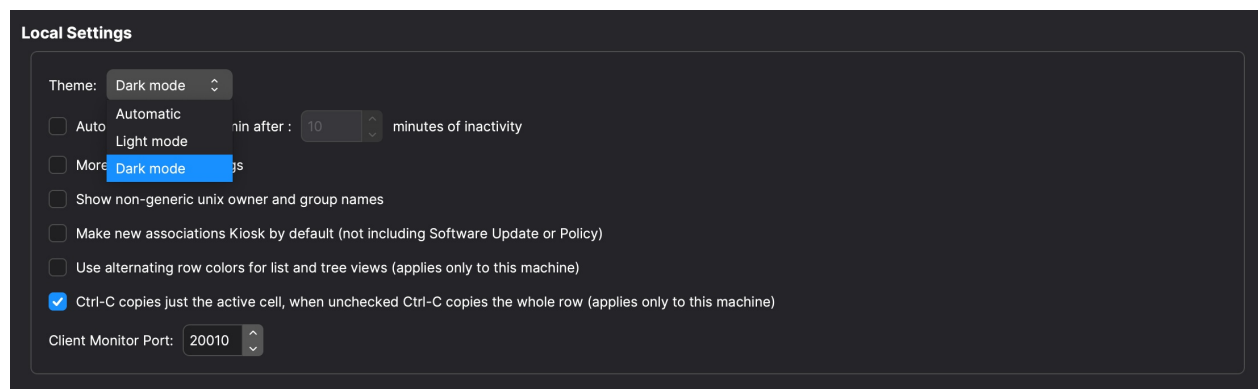 Local Settings
Theme: Dark mode
Automatic
Auto min after : 10 minutes of inactivity
Light mode
More
Dark mode
Show non-generic unix owner and group names
Make new associations Kiosk by default (not including Software Update or Policy)
Use alternating row colors for list and tree views (applies only to this machine)
Ctrl-C copies just the active cell, when unchecked Ctrl-C copies the whole row (applies only to this machine)
Client Monitor Port: 20010